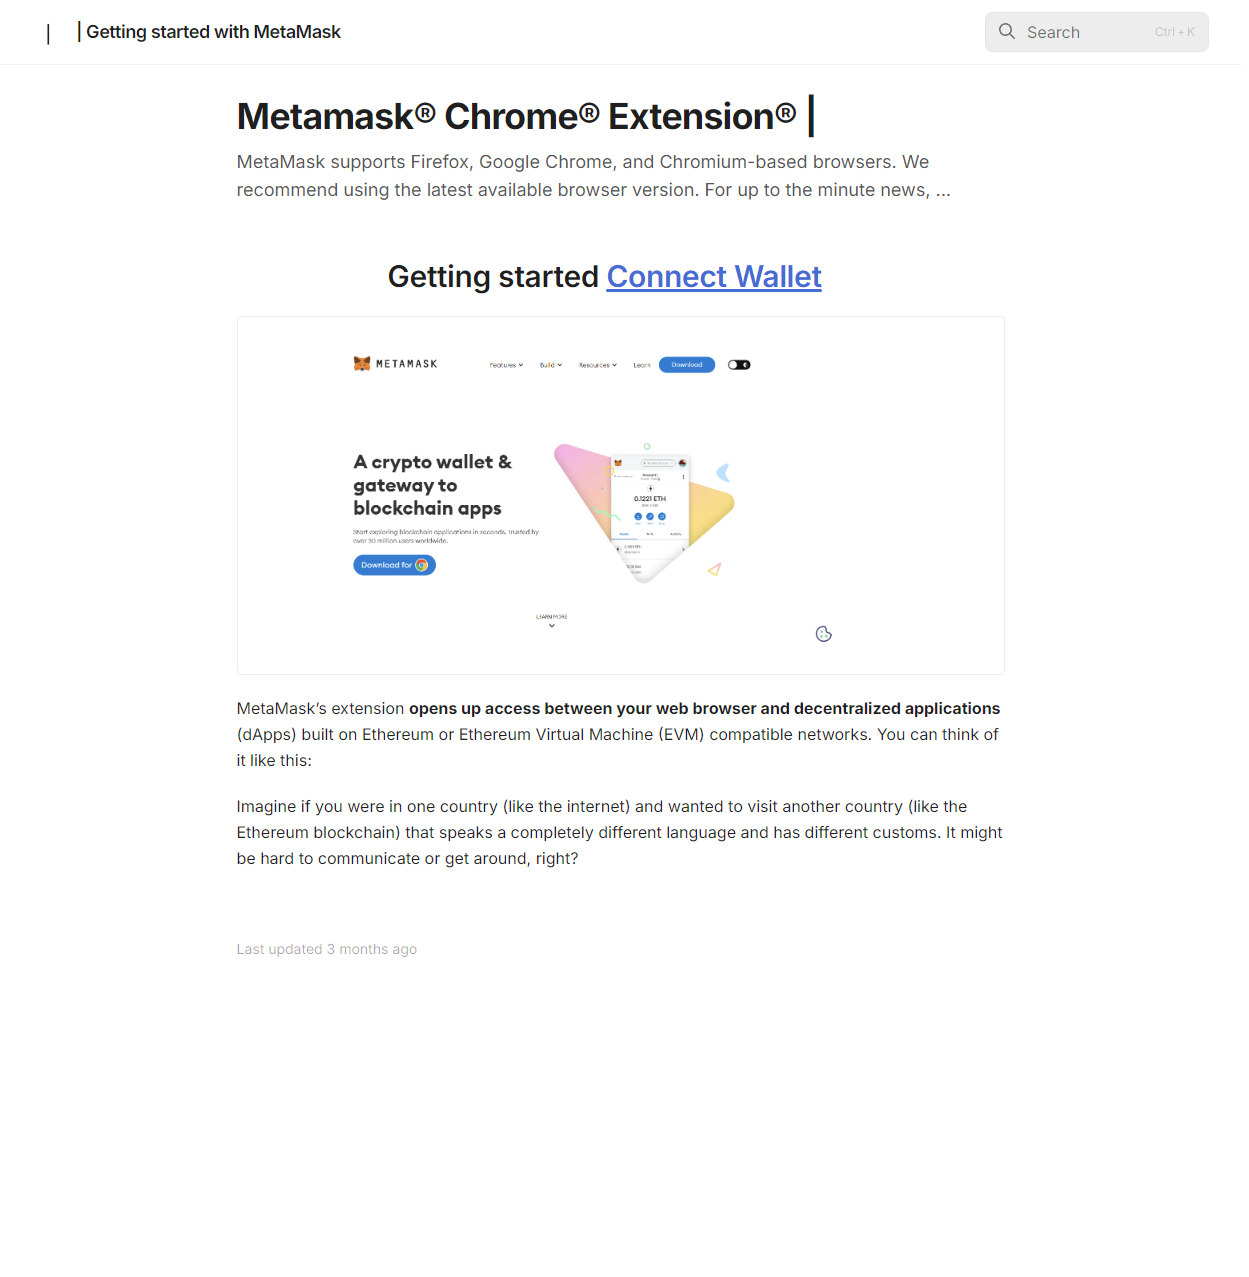 | | Getting started with MetaMask
Search Ctrl + K
Metamask® Chrome® Extension® |
MetaMask supports Firefox, Google Chrome, and Chromium-based browsers. We
recommend using the latest available browser version. For up to the minute news, ...
Getting started Connect Wallet
METAMASK Features Build Resources Learn Download
A crypto wallet &
gateway to
blockchain apps
Start exploring blockchain applications in seconds. Trusted by
over 30 million users worldwide.
Download for
0.1221 ETH
LEARN MORE
MetaMask's extension opens up access between your web browser and decentralized applications
(dApps) built on Ethereum or Ethereum Virtual Machine (EVM) compatible networks. You can think of
it like this:
Imagine if you were in one country (like the internet) and wanted to visit another country (like the
Ethereum blockchain) that speaks a completely different language and has different customs. It might
be hard to communicate or get around, right?
Last updated 3 months ago